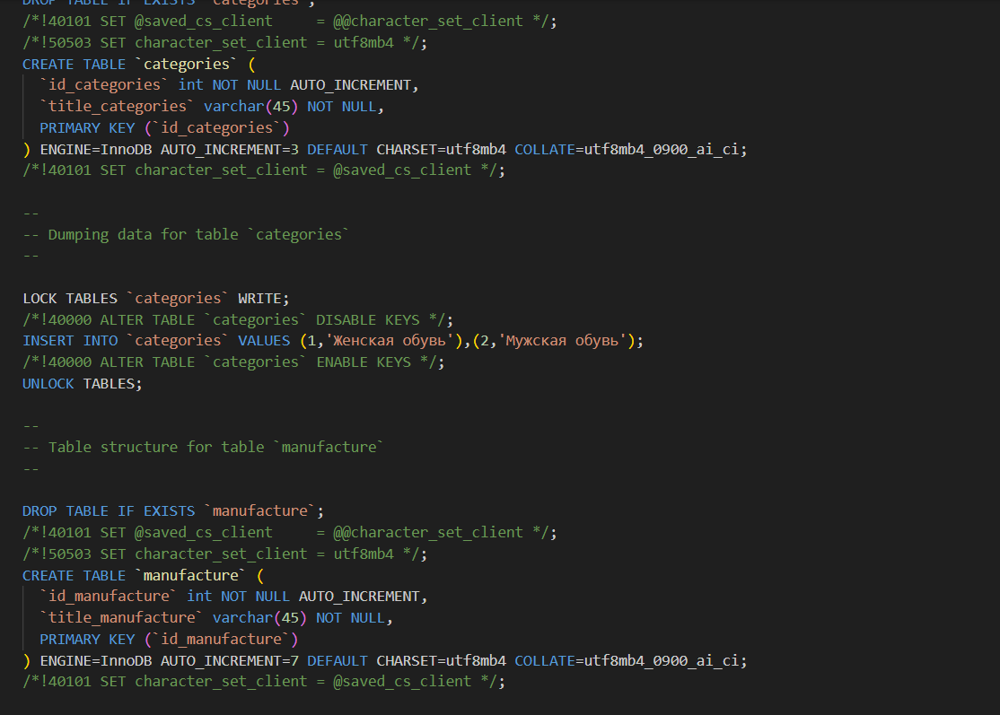 DROP TABLE IF EXISTS `categories`;
/*!40101 SET @saved_cs_client     = @@character_set_client */;
/*!50503 SET character_set_client = utf8mb4 */;
CREATE TABLE `categories` (
  `id_categories` int NOT NULL AUTO_INCREMENT,
  `title_categories` varchar(45) NOT NULL,
  PRIMARY KEY (`id_categories`)
) ENGINE=InnoDB AUTO_INCREMENT=3 DEFAULT CHARSET=utf8mb4 COLLATE=utf8mb4_0900_ai_ci;
/*!40101 SET character_set_client = @saved_cs_client */;
--
-- Dumping data for table `categories`
--
LOCK TABLES `categories` WRITE;
/*!40000 ALTER TABLE `categories` DISABLE KEYS */;
INSERT INTO `categories` VALUES (1,'Женская обувь'),(2,'Мужская обувь');
/*!40000 ALTER TABLE `categories` ENABLE KEYS */;
UNLOCK TABLES;
--
-- Table structure for table `manufacture`
--
DROP TABLE IF EXISTS `manufacture`;
/*!40101 SET @saved_cs_client     = @@character_set_client */;
/*!50503 SET character_set_client = utf8mb4 */;
CREATE TABLE `manufacture` (
  `id_manufacture` int NOT NULL AUTO_INCREMENT,
  `title_manufacture` varchar(45) NOT NULL,
  PRIMARY KEY (`id_manufacture`)
) ENGINE=InnoDB AUTO_INCREMENT=7 DEFAULT CHARSET=utf8mb4 COLLATE=utf8mb4_0900_ai_ci;
/*!40101 SET character_set_client = @saved_cs_client */;